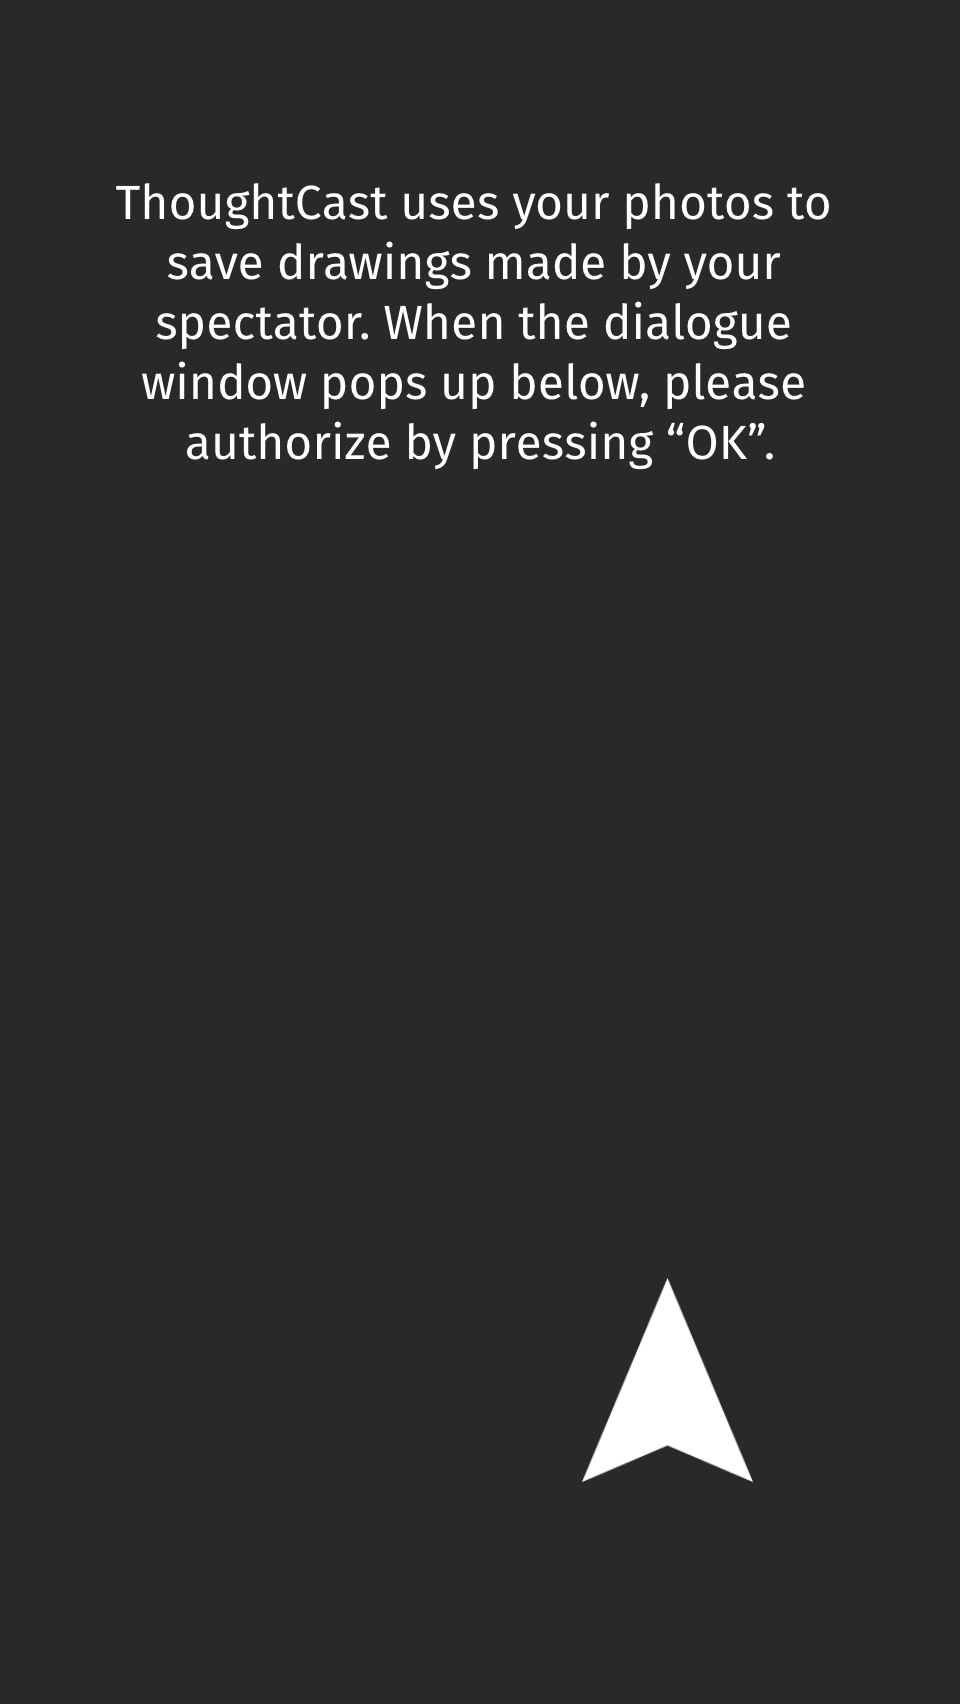 ThoughtCast uses your photos to
save drawings made by your
spectator. When the dialogue
window pops up below, please
authorize by pressing “OK”.